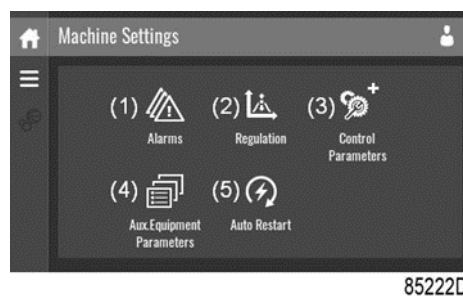 Machine Settings
(1) (2) (3)
Alarms Regulation Control
Parameters
(4) (5)
Aux.Equipment Auto Restart
Parameters
85222D